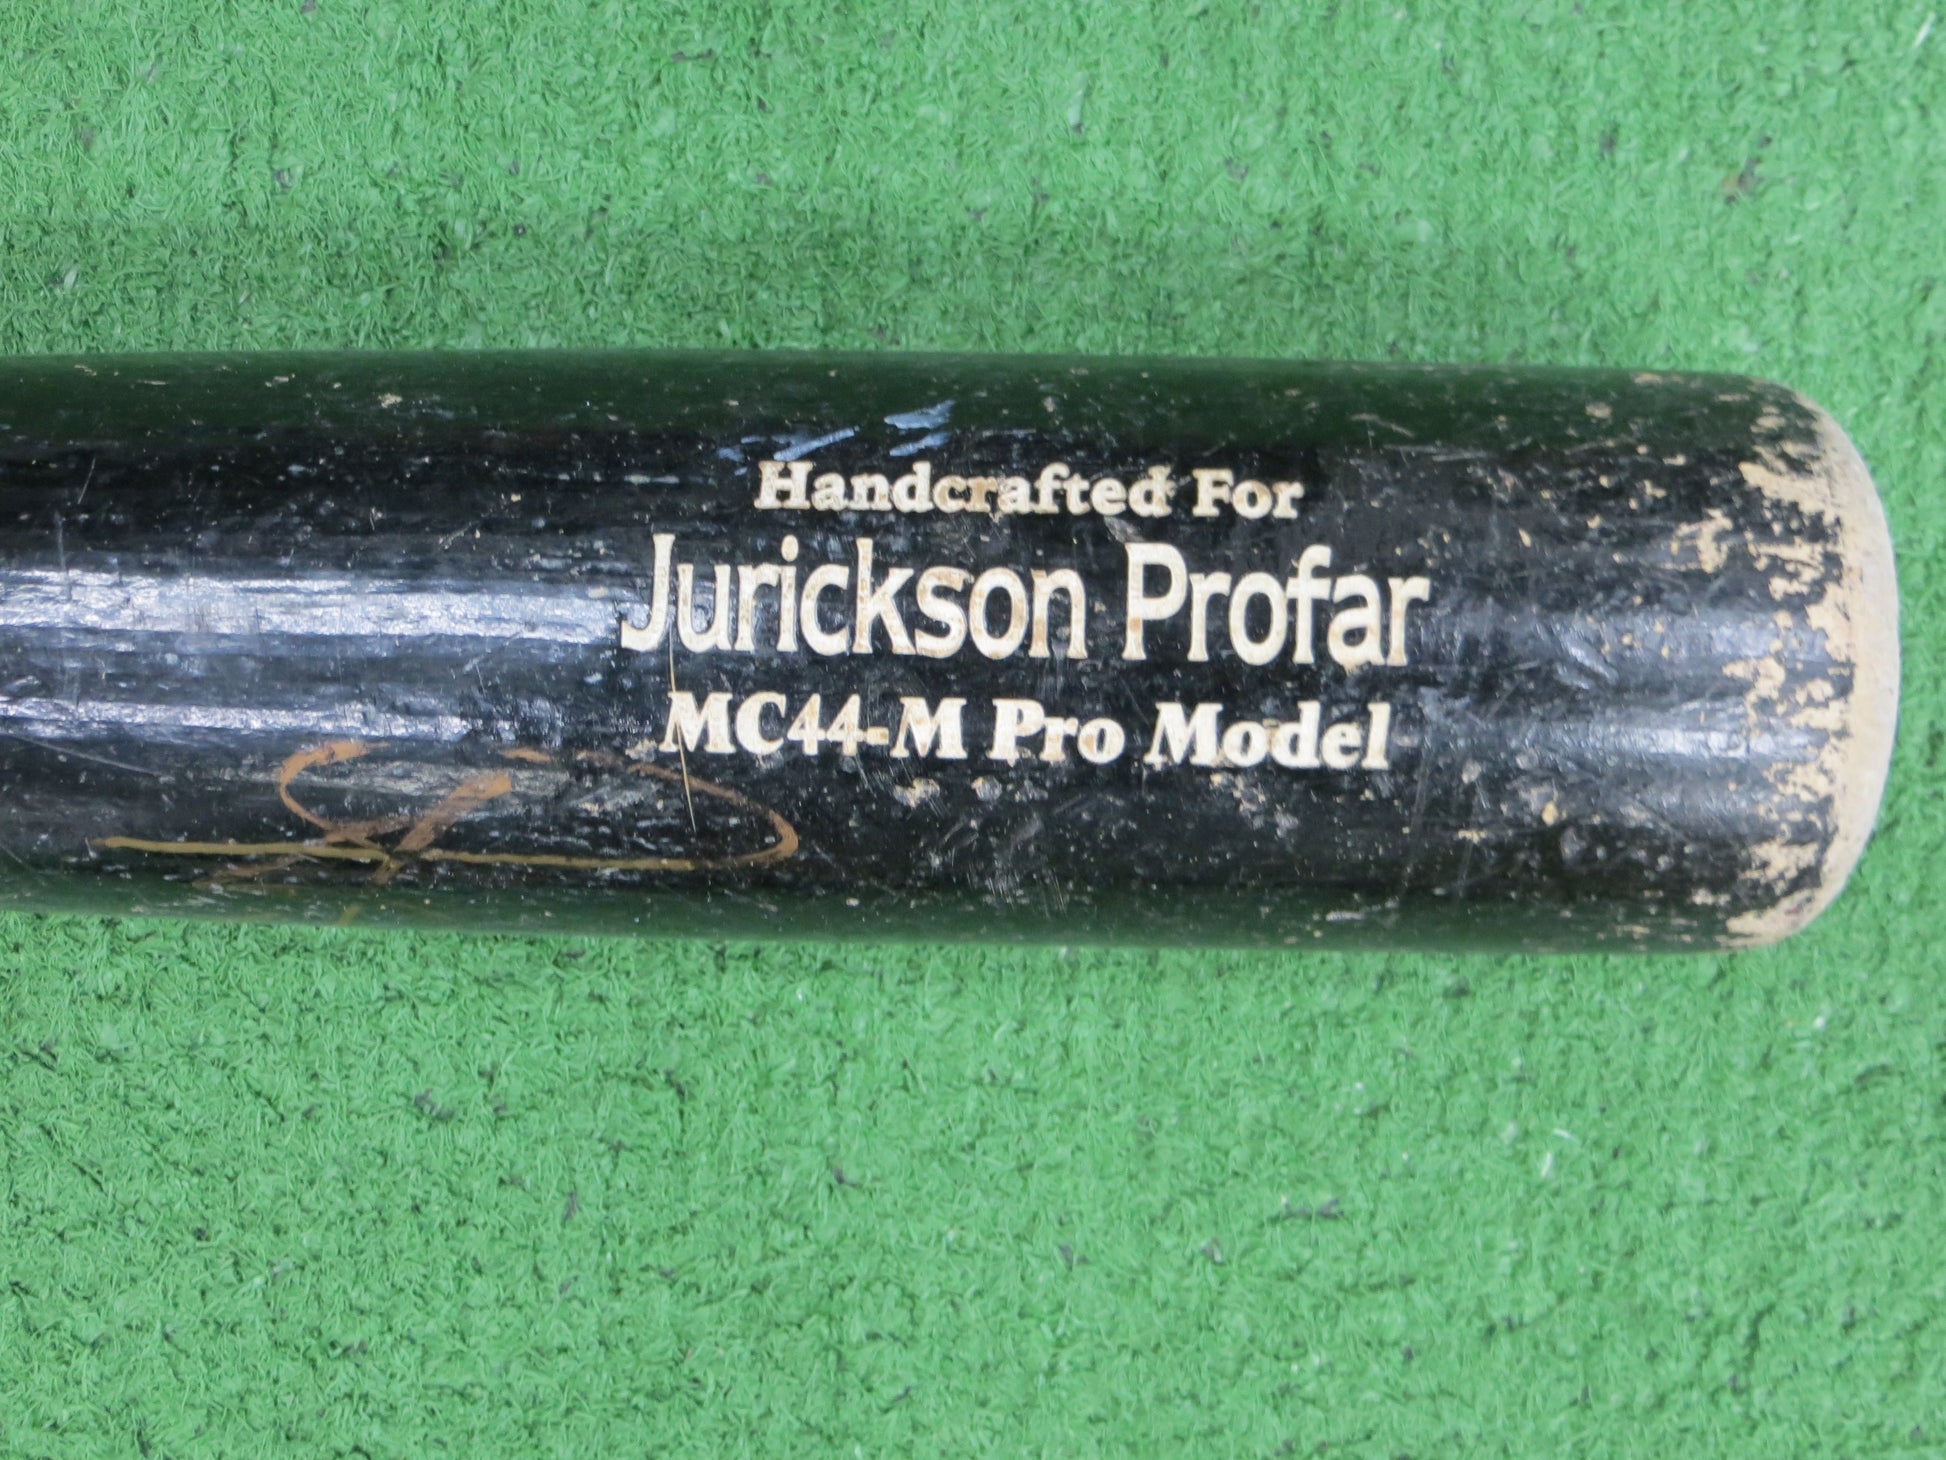 Handcrafted For
Jurickson Profar
MC44-M Pro Model